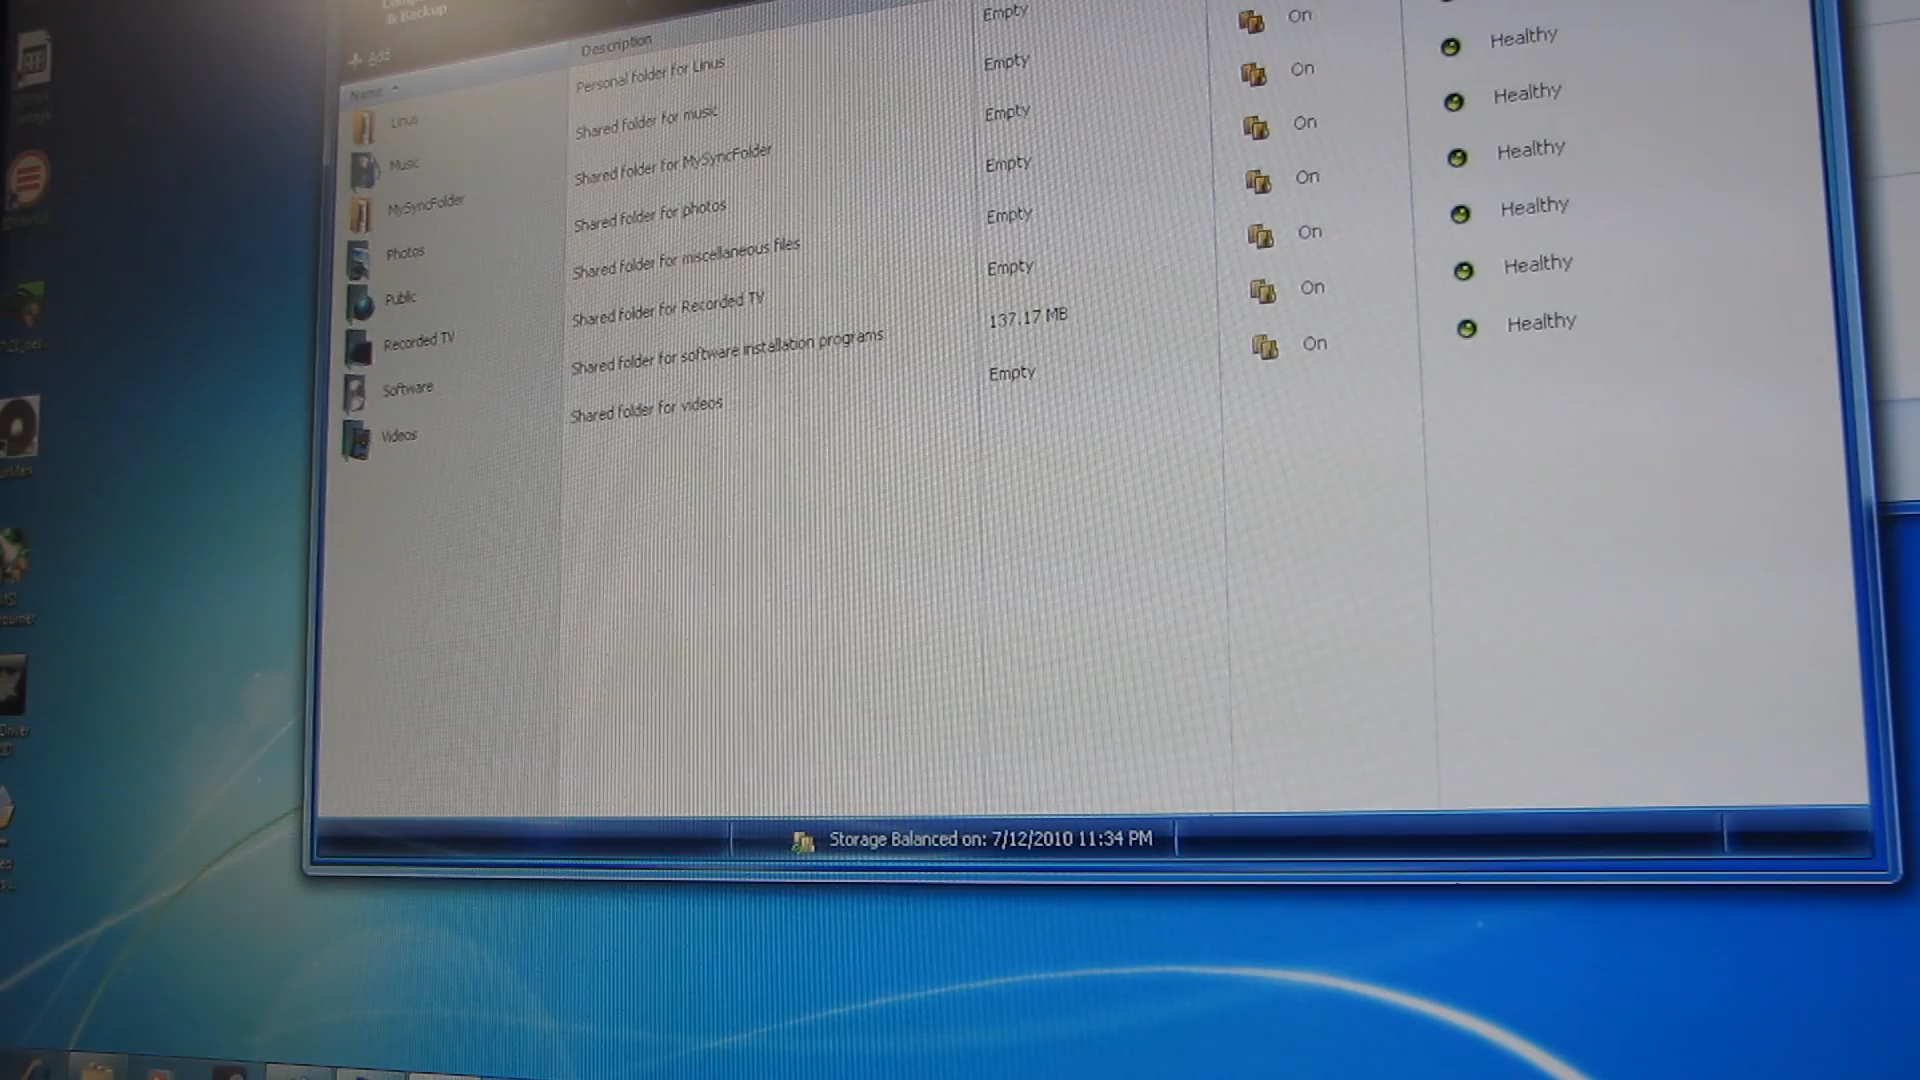 & Backup
Add
Name
Description
Linus
Personal folder for Linus
Empty
On
Healthy
Music
Shared folder for music
Empty
On
Healthy
MySyncFolder
Shared folder for MySyncFolder
Empty
On
Healthy
Photos
Shared folder for photos
Empty
On
Healthy
Public
Shared folder for miscellaneous files
Empty
On
Healthy
Recorded TV
Shared folder for Recorded TV
Empty
On
Healthy
Software
Shared folder for software installation programs
137.17 MB
On
Videos
Shared folder for videos
Empty
Storage Balanced on: 7/12/2010 11:34 PM